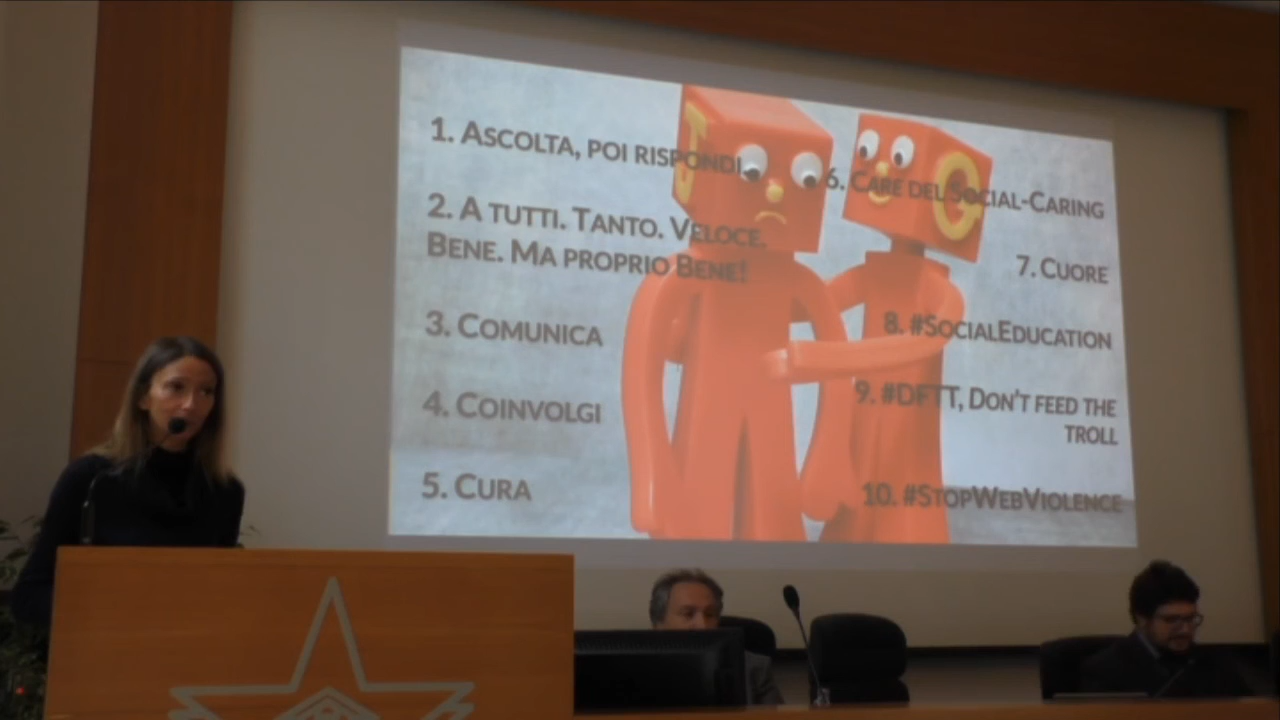 1. ASCOLTA, POI RISPONDI
2. A TUTTI. TANTO. VELOCE.
BENE. MA PROPRIO BENE!
3. COMUNICA
4. COINVOLGI
5. CURA
6. CARE DEL SOCIAL-CARING
7. CUORE
8. #SOCIALEDUCATION
9. #DFTT, DON'T FEED THE
TROLL
10. #STOPWEBVIOLENCE
J
G